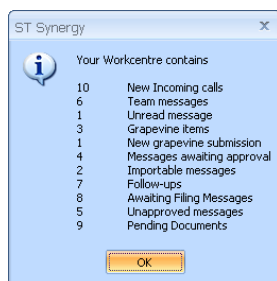 ST Synergy
Your Workcentre contains
10 New Incoming calls
6 Team messages
1 Unread message
3 Grapevine items
1 New grapevine submission
4 Messages awaiting approval
2 Importable messages
7 Follow-ups
8 Awaiting Filing Messages
5 Unapproved messages
9 Pending Documents
OK